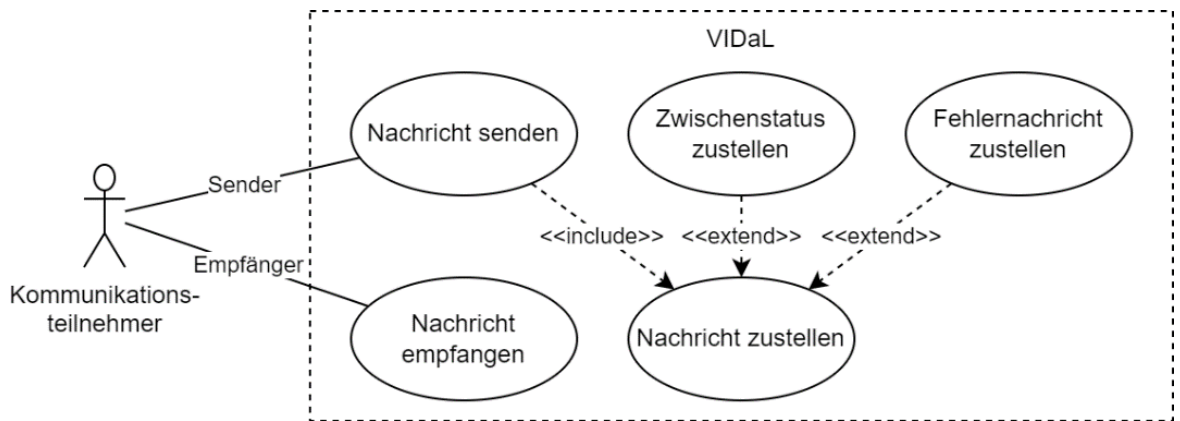 VIDaL
Nachricht senden
Zwischenstatus
zustellen
Fehlernachricht
zustellen
Sender
<<include>>
<<extend>>
<<extend>>
Empfänger
Kommunikations-
teilnehmer
Nachricht
empfangen
Nachricht zustellen